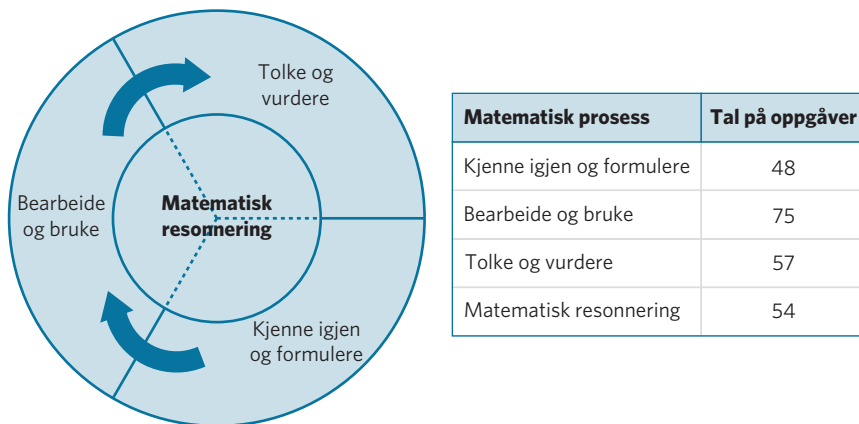 Tolke og
vurdere
Bearbeide
og bruke
Matematisk
resonnering
Kjenne igjen
og formulere
Matematisk prosess Tal på oppgåver
Kjenne igjen og formulere 48
Bearbeide og bruke 75
Tolke og vurdere 57
Matematisk resonnering 54